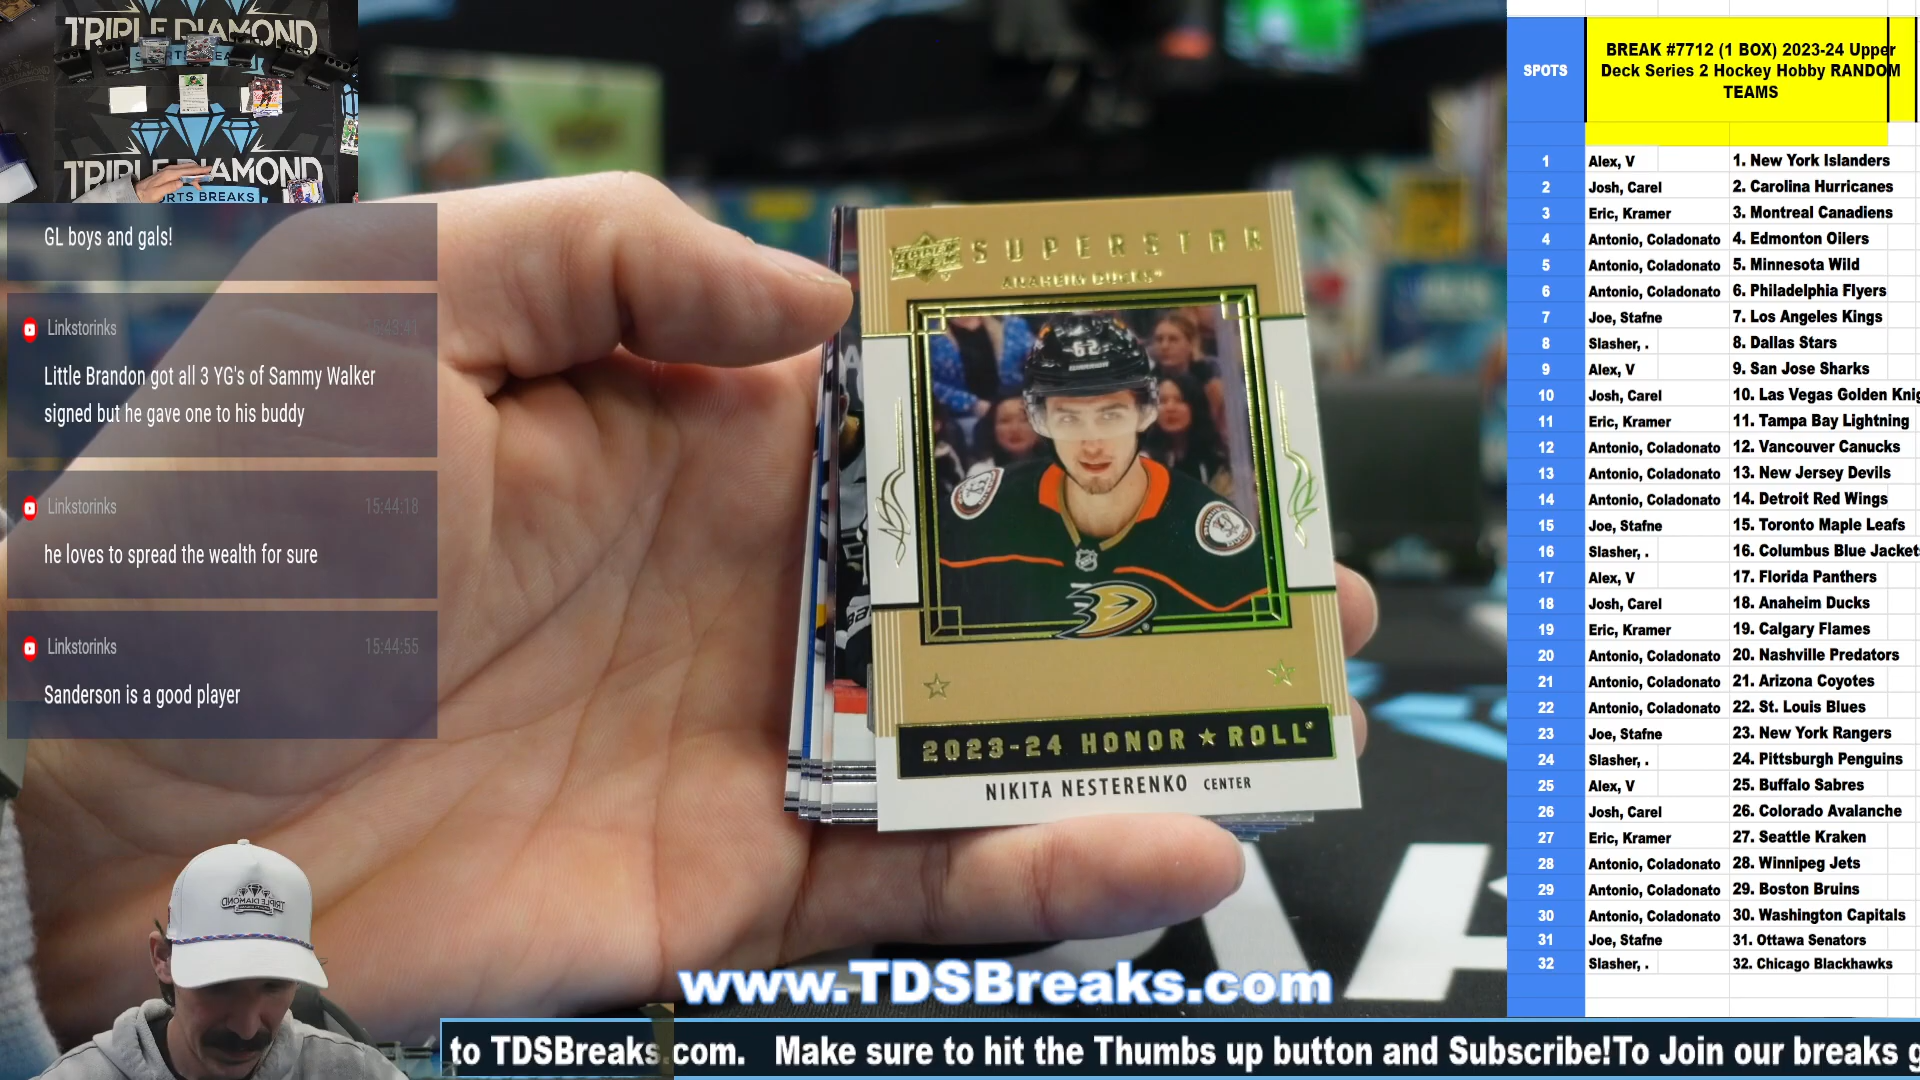 TRIPLE DIAMOND
TRIPLE DIAMOND
SPORTS BREAKS
GL boys and gals!
Linkstorinks 15:43:41
Little Brandon got all 3 YG's of Sammy Walker
signed but he gave one to his buddy
Linkstorinks 15:44:18
he loves to spread the wealth for sure
Linkstorinks 15:44:55
Sanderson is a good player
UPPER DECK SUPERSTAR
ANAHEIM DUCKS
62
2023-24 HONOR ★ ROLL
NIKITA NESTERENKO CENTER
www.TDSBreaks.com
to TDSBreaks.com. Make sure to hit the Thumbs up button and Subscribe!To Join our breaks g
SPOTS
BREAK #7712 (1 BOX) 2023-24 Upper
Deck Series 2 Hockey Hobby RANDOM
TEAMS
1 Alex, V 1. New York Islanders
2 Josh, Carel 2. Carolina Hurricanes
3 Eric, Kramer 3. Montreal Canadiens
4 Antonio, Coladonato 4. Edmonton Oilers
5 Antonio, Coladonato 5. Minnesota Wild
6 Antonio, Coladonato 6. Philadelphia Flyers
7 Joe, Stafne 7. Los Angeles Kings
8 Slasher, . 8. Dallas Stars
9 Alex, V 9. San Jose Sharks
10 Josh, Carel 10. Las Vegas Golden Knig
11 Eric, Kramer 11. Tampa Bay Lightning
12 Antonio, Coladonato 12. Vancouver Canucks
13 Antonio, Coladonato 13. New Jersey Devils
14 Antonio, Coladonato 14. Detroit Red Wings
15 Joe, Stafne 15. Toronto Maple Leafs
16 Slasher, . 16. Columbus Blue Jackets
17 Alex, V 17. Florida Panthers
18 Josh, Carel 18. Anaheim Ducks
19 Eric, Kramer 19. Calgary Flames
20 Antonio, Coladonato 20. Nashville Predators
21 Antonio, Coladonato 21. Arizona Coyotes
22 Antonio, Coladonato 22. St. Louis Blues
23 Joe, Stafne 23. New York Rangers
24 Slasher, . 24. Pittsburgh Penguins
25 Alex, V 25. Buffalo Sabres
26 Josh, Carel 26. Colorado Avalanche
27 Eric, Kramer 27. Seattle Kraken
28 Antonio, Coladonato 28. Winnipeg Jets
29 Antonio, Coladonato 29. Boston Bruins
30 Antonio, Coladonato 30. Washington Capitals
31 Joe, Stafne 31. Ottawa Senators
32 Slasher, . 32. Chicago Blackhawks